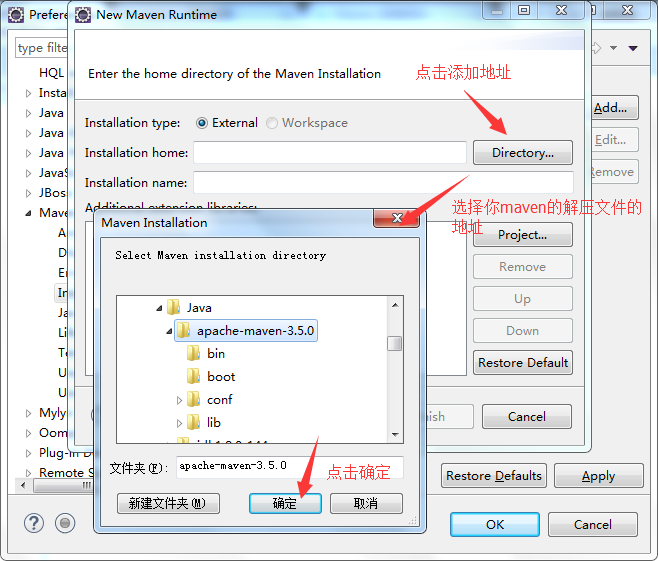 Prefere
New Maven Runtime
type filte
Enter the home directory of the Maven Installation
点击添加地址
HQL
Insta
Java
Java
Java
JavaS
JBos
Mave
A
D
Er
In
Ja
Li
Te
U
U
Mylyn
Oom
Plug-in D
Remote S
Installation type:
External
Workspace
Installation home:
Directory...
Installation name:
Additional extension libraries:
选择你maven的解压文件的
地址
Add...
Edit...
Remove
Project...
Remove
Up
Down
Restore Default
Cancel
Maven Installation
Select Maven installation directory
Java
apache-maven-3.5.0
bin
boot
conf
lib
文件夹(F):
apache-maven-3.5.0
点击确定
新建文件夹(M)
确定
取消
Restore Defaults
Apply
OK
Cancel